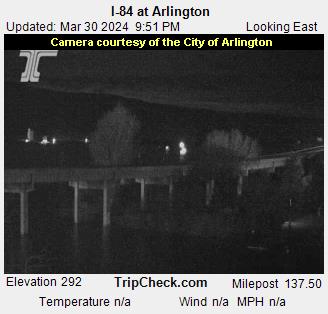 I-84 at Arlington
Updated: Mar 30 2024 9:51 PM Looking East
Camera courtesy of the City of Arlington
Elevation 292 TripCheck.com Milepost 137.50
Temperature n/a Wind n/a MPH n/a